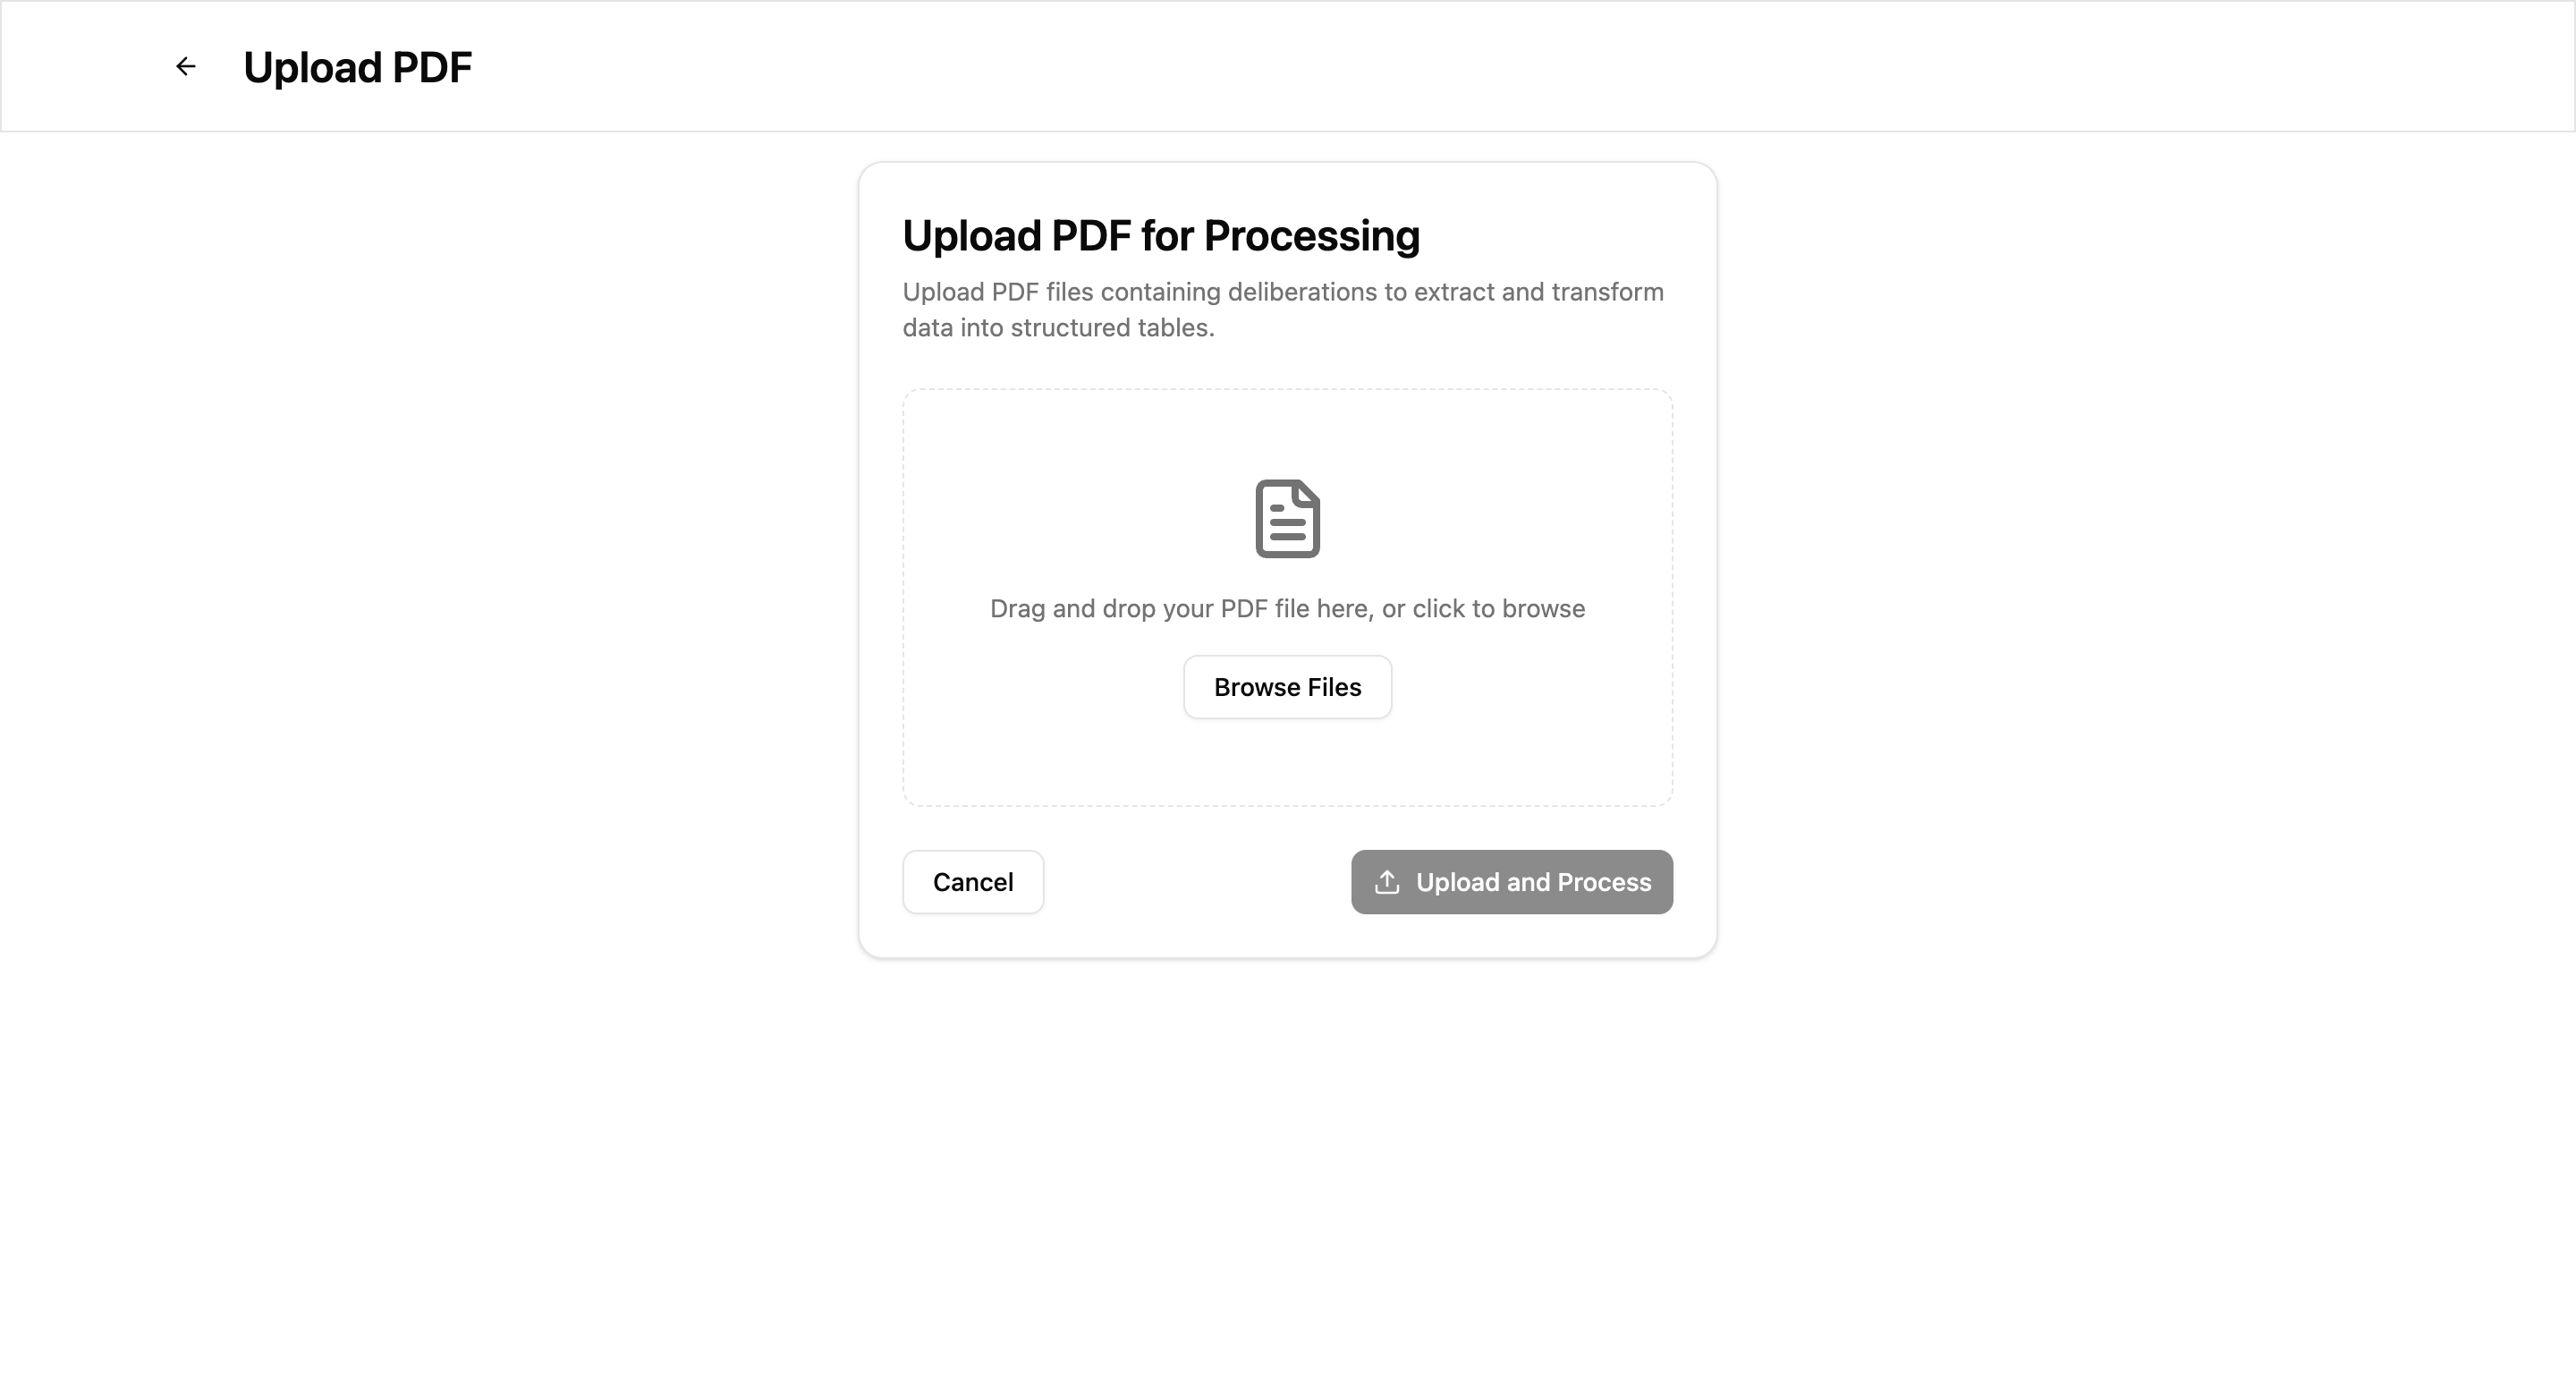 Upload PDF
Upload PDF for Processing
Upload PDF files containing deliberations to extract and transform
data into structured tables.
Drag and drop your PDF file here, or click to browse
Browse Files
Cancel
Upload and Process